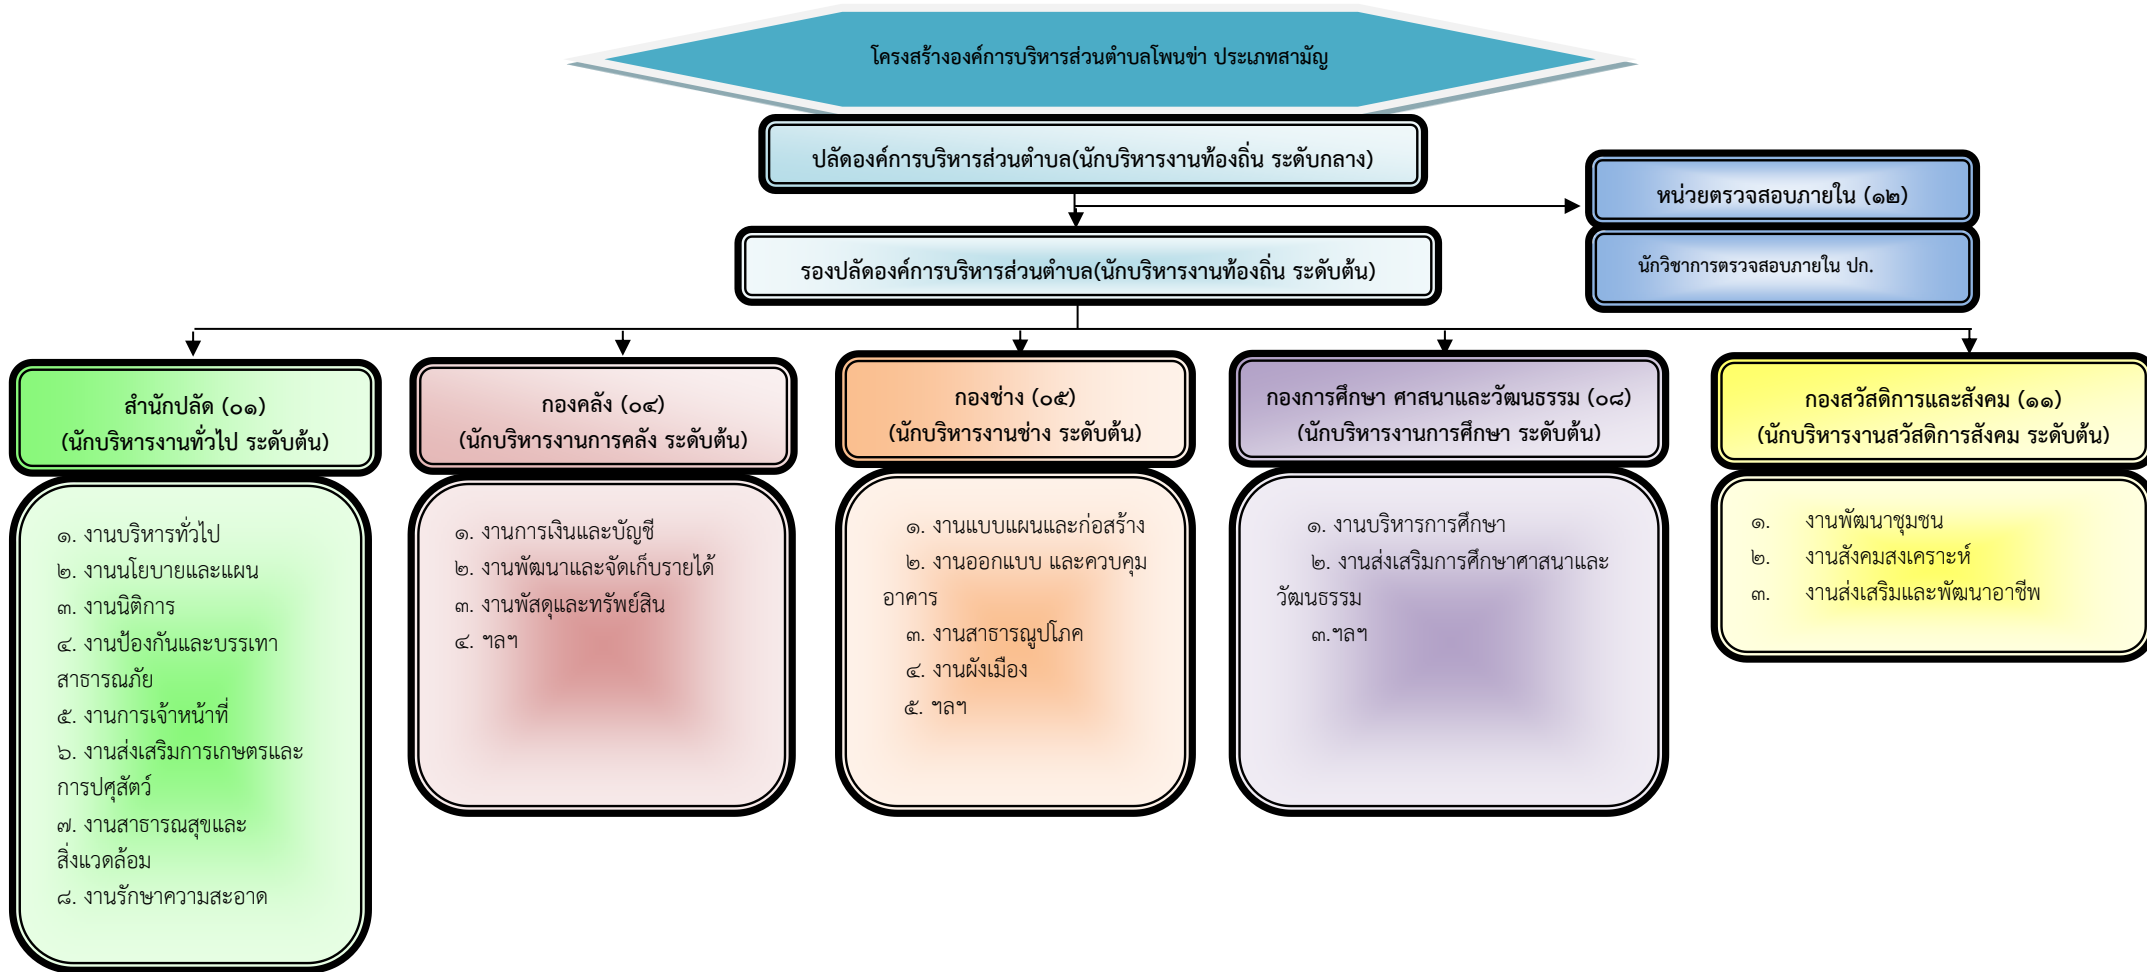 โครงสร้างองค์การบริหารส่วนตำบลโพนข่า ประเภทสามัญ
ปลัดองค์การบริหารส่วนตำบล(นักบริหารงานท้องถิ่น ระดับกลาง)
หน่วยตรวจสอบภายใน (๑๒)
นักวิชาการตรวจสอบภายใน ปก.
รองปลัดองค์การบริหารส่วนตำบล(นักบริหารงานท้องถิ่น ระดับต้น)
สำนักปลัด (๐๑)
(นักบริหารงานทั่วไป ระดับต้น)
๑. งานบริหารทั่วไป
๒. งานนโยบายและแผน
๓. งานนิติการ
๔. งานป้องกันและบรรเทา
สาธารณภัย
๕. งานการเจ้าหน้าที่
๖. งานส่งเสริมการเกษตรและ
การปศุสัตว์
๗. งานสาธารณสุขและ
สิ่งแวดล้อม
๘. งานรักษาความสะอาด
กองคลัง (๐๔)
(นักบริหารงานการคลัง ระดับต้น)
๑. งานการเงินและบัญชี
๒. งานพัฒนาและจัดเก็บรายได้
๓. งานพัสดุและทรัพย์สิน
๔. ฯลฯ
กองช่าง (๐๕)
(นักบริหารงานช่าง ระดับต้น)
๑. งานแบบแผนและก่อสร้าง
๒. งานออกแบบ และควบคุม
อาคาร
๓. งานสาธารณูปโภค
๔. งานผังเมือง
๕. ฯลฯ
กองการศึกษา ศาสนาและวัฒนธรรม (๐๘)
(นักบริหารงานการศึกษา ระดับต้น)
๑. งานบริหารการศึกษา
๒. งานส่งเสริมการศึกษาศาสนาและ
วัฒนธรรม
๓.ฯลฯ
กองสวัสดิการและสังคม (๑๑)
(นักบริหารงานสวัสดิการสังคม ระดับต้น)
๑. งานพัฒนาชุมชน
๒. งานสังคมสงเคราะห์
๓. งานส่งเสริมและพัฒนาอาชีพ